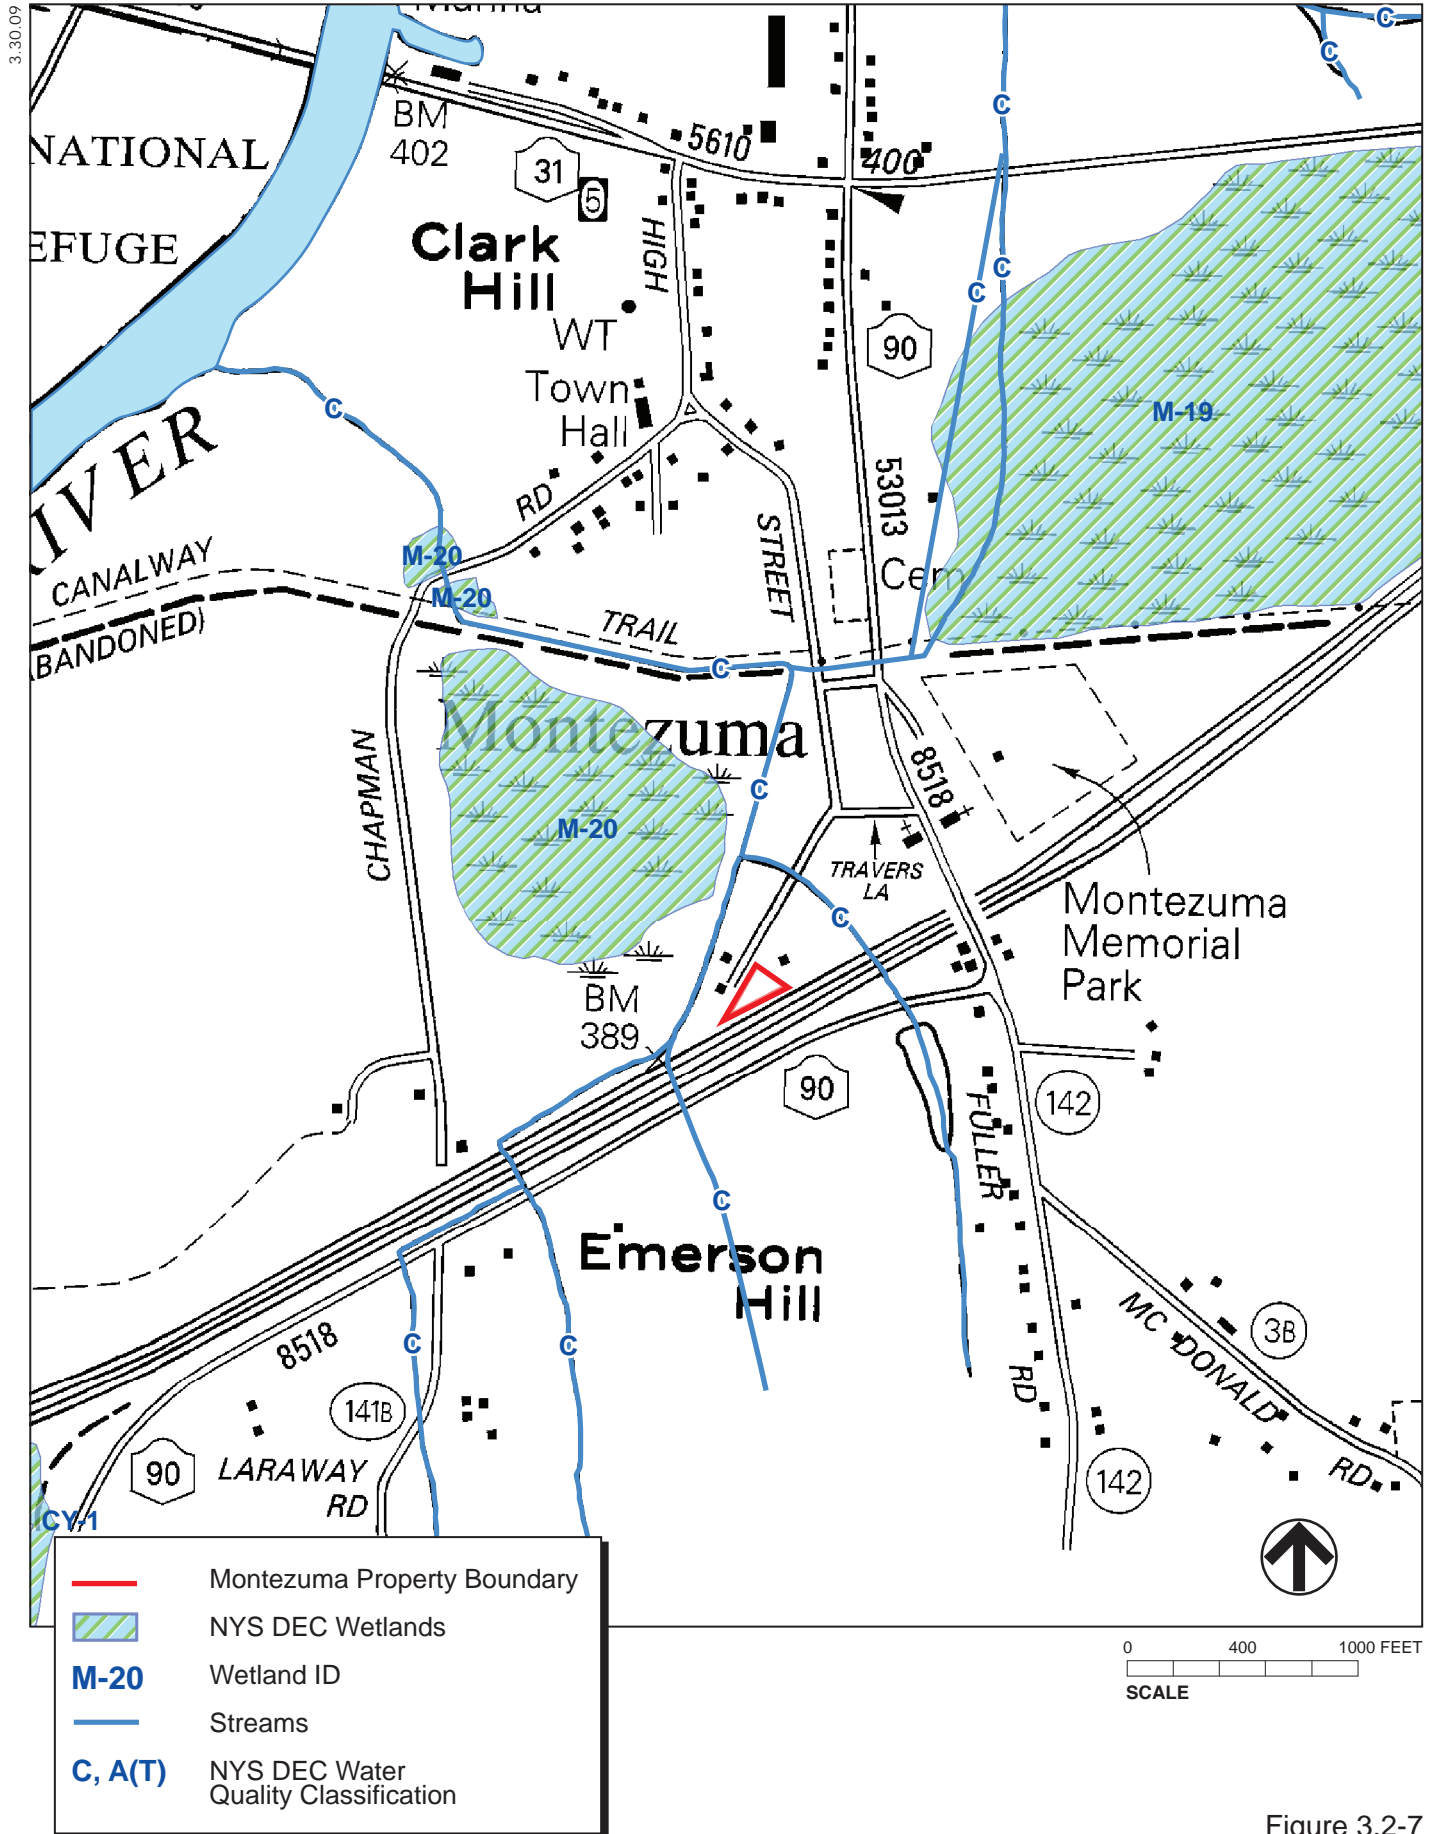 3.30.09
C
C
C
BM
402
5610
400
31
5
NATIONAL
EFUGE
Clark
Hill
HIGH
C
C
WT
90
Town
Hall
C
M-19
RIVER
RD
53013
STREET
CANALWAY
M-20
M-20
Cem
TRAIL
C
Montezuma
CHAPMAN
C
8518
M-20
TRAVERS
LA
C
Montezuma
Memorial
Park
BM
389
90
142
FULLER
C
Emerson
Hill
C
C
8518
MC DONALD
RD
3B
RD
141B
90
LARAWAY
RD
142
CY-1
Montezuma Property Boundary
NYS DEC Wetlands
M-20 Wetland ID
Streams
C, A(T) NYS DEC Water
Quality Classification
0 400 1000 FEET
SCALE
Figure 3.2-7